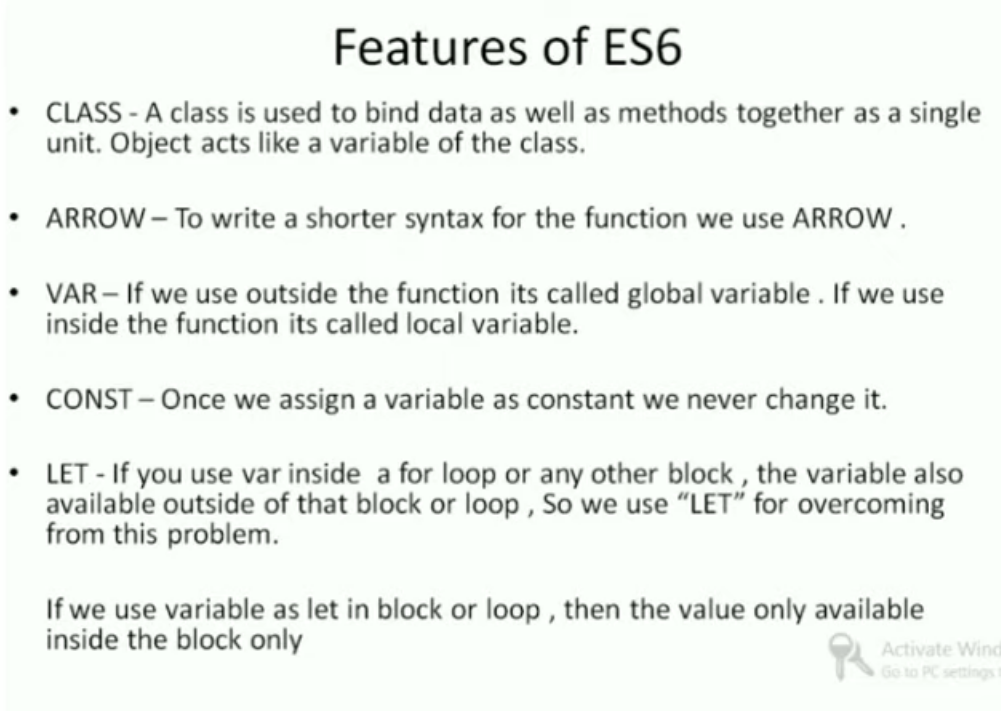 Features of ES6
• CLASS - A class is used to bind data as well as methods together as a single
unit. Object acts like a variable of the class.
• ARROW – To write a shorter syntax for the function we use ARROW .
• VAR – If we use outside the function its called global variable . If we use
inside the function its called local variable.
• CONST – Once we assign a variable as constant we never change it.
• LET - If you use var inside  a for loop or any other block , the variable also
available outside of that block or loop , So we use “LET” for overcoming
from this problem.
If we use variable as let in block or loop , then the value only available
inside the block only
Activate Wind
Go to PC settings t